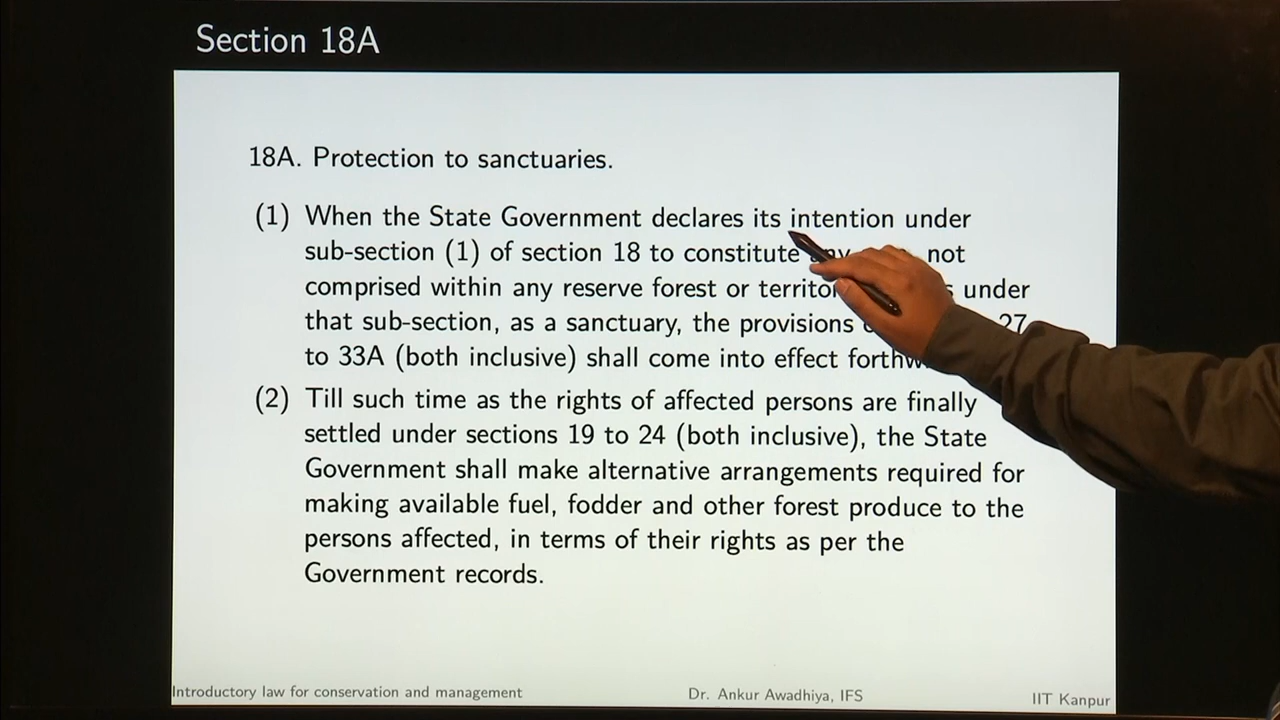 Section 18A
18A. Protection to sanctuaries.
(1) When the State Government declares its intention under
sub-section (1) of section 18 to constitute any not
comprised within any reserve forest or under
that sub-section, as a sanctuary, the provisions 27
to 33A (both inclusive) shall come into effect
(2) Till such time as the rights of affected persons are finally
settled under sections 19 to 24 (both inclusive), the State
Government shall make alternative arrangements required for
making available fuel, fodder and other forest produce to the
persons affected, in terms of their rights as per the
Government records.
Introductory law for conservation and management Dr. Ankur Awadhiya, IFS IIT Kanpur